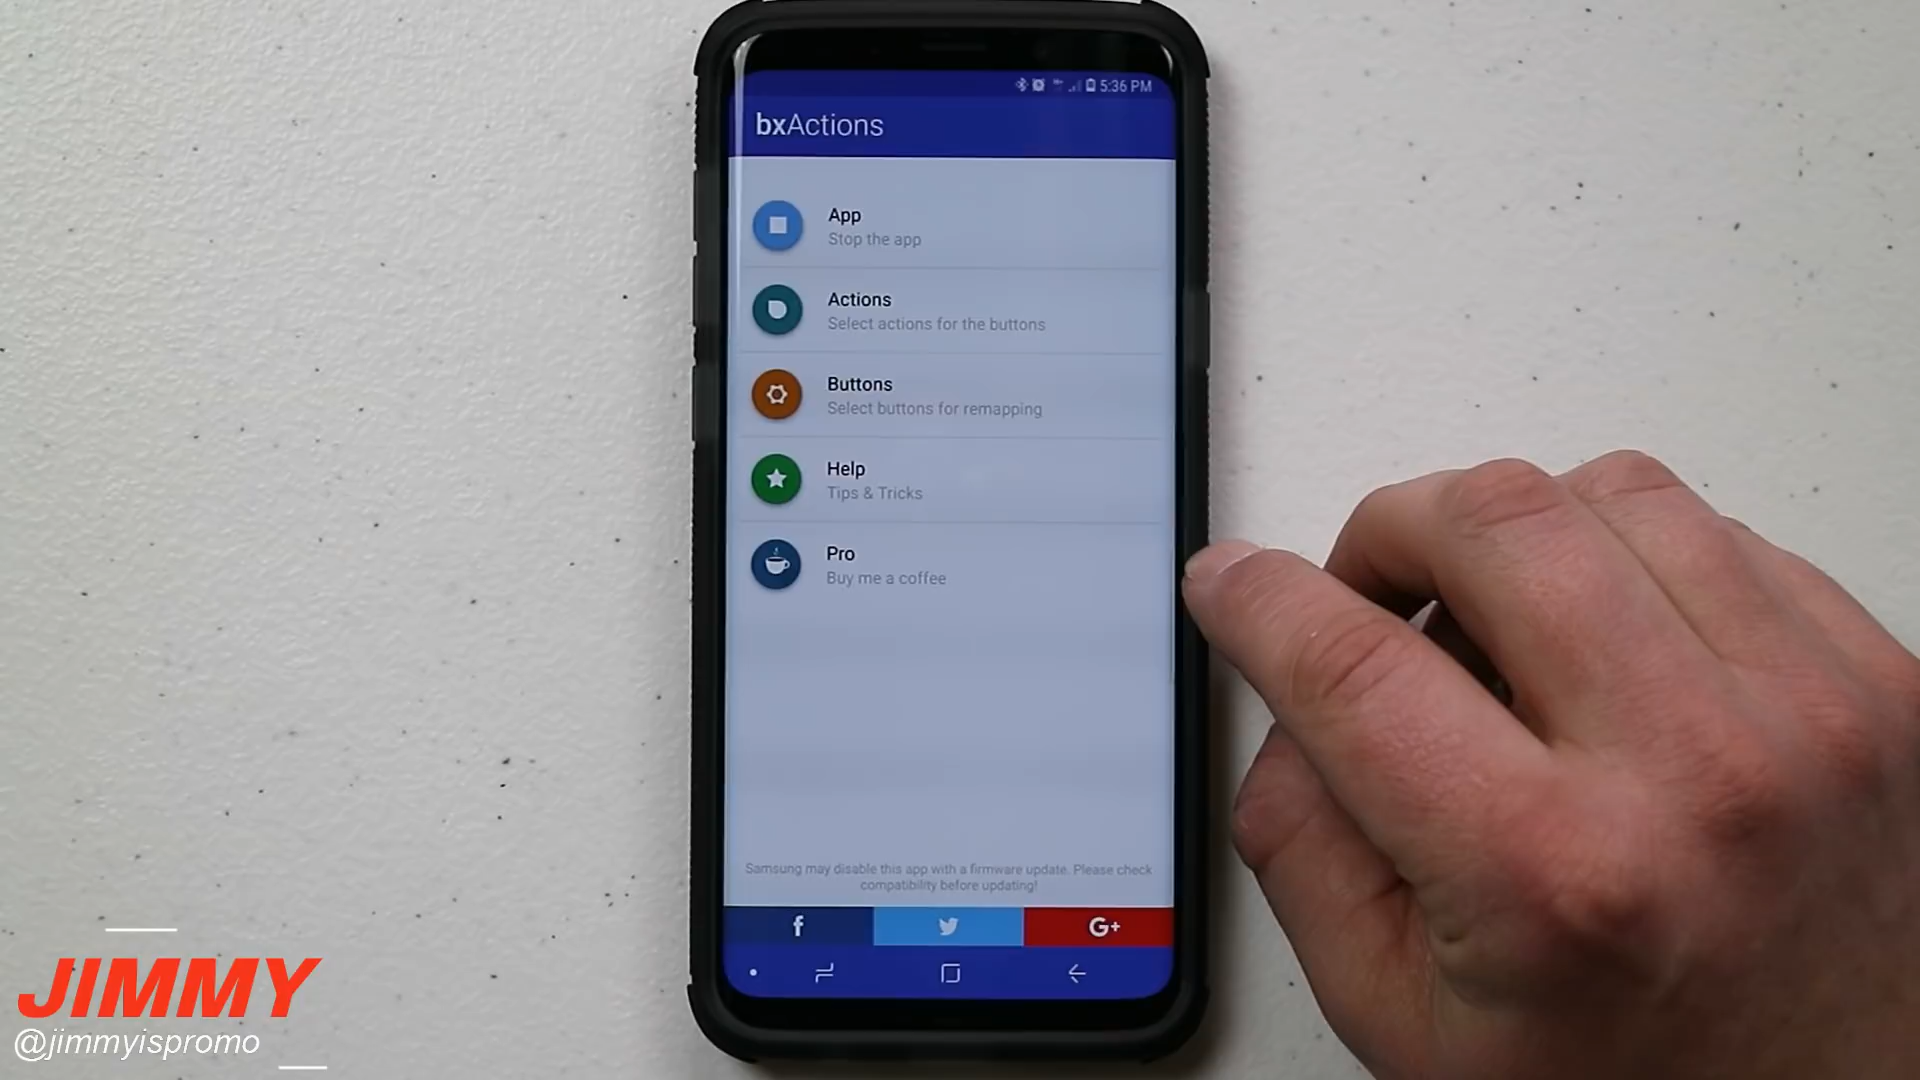 5:36 PM
bxActions
App
Stop the app
Actions
Select actions for the buttons
Buttons
Select buttons for remapping
Help
Tips & Tricks
Pro
Buy me a coffee
Samsung may disable this app with a firmware update. Please check
compatibility before updating!
f
G+
JIMMY
@jimmyispromo